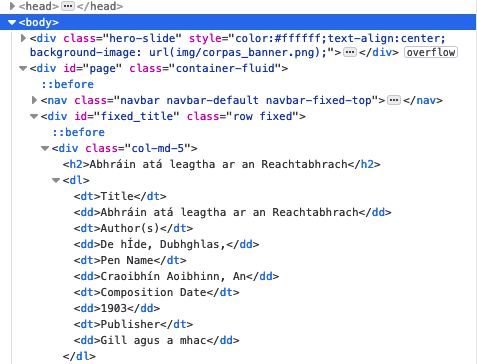 <head> ⋯ </head>
<body>
<div class="hero-slide" style="color:#ffffff;text-align:center;
background-image: url(img/corpas_banner.png);"> ⋯ </div> overflow
<div id="page" class="container-fluid">
::before
<nav class="navbar navbar-default navbar-fixed-top"> ⋯ </nav>
<div id="fixed_title" class="row fixed">
::before
<div class="col-md-5">
<h2>Abhráin atá leagtha ar an Reachtabhrach</h2>
<dl>
<dt>Title</dt>
<dd>Abhráin atá leagtha ar an Reachtabhrach</dd>
<dt>Author(s)</dt>
<dd>De hÍde, Dubhghlas,</dd>
<dt>Pen Name</dt>
<dd>Craoibhín Aoibhinn, An</dd>
<dt>Composition Date</dt>
<dd>1903</dd>
<dt>Publisher</dt>
<dd>Gill agus a mhac</dd>
</dl>